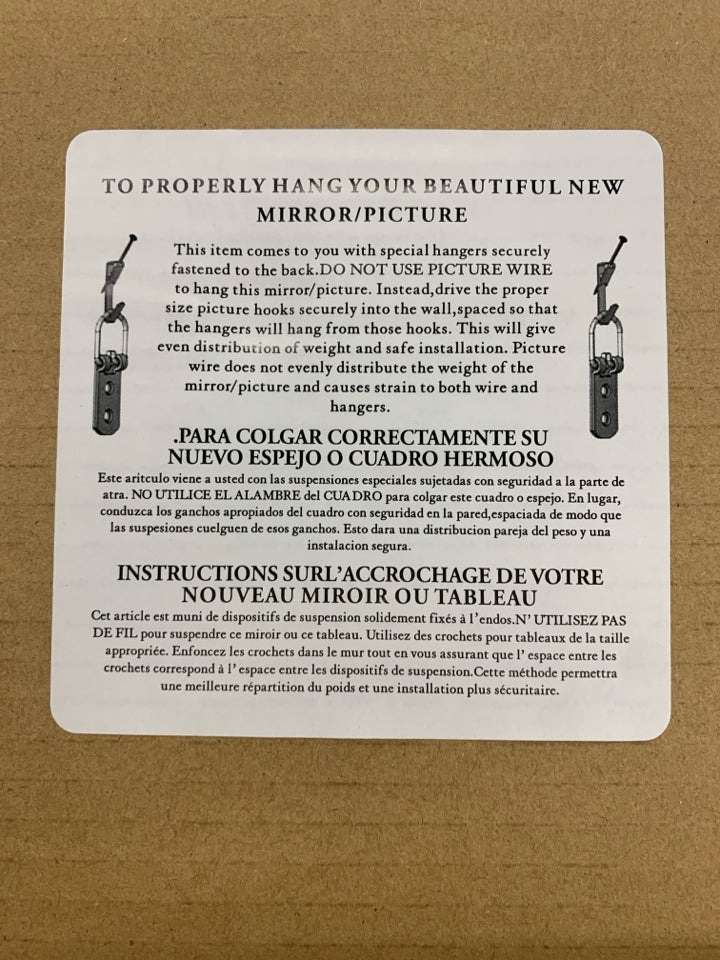 TO PROPERLY HANG YOUR BEAUTIFUL NEW
MIRROR/PICTURE
This item comes to you with special hangers securely
fastened to the back.DO NOT USE PICTURE WIRE
to hang this mirror/picture. Instead,drive the proper
size picture hooks securely into the wall,spaced so that
the hangers will hang from those hooks. This will give
even distribution of weight and safe installation. Picture
wire does not evenly distribute the weight of the
mirror/picture and causes strain to both wire and
hangers.
.PARA COLGAR CORRECTAMENTE SU
NUEVO ESPEJO O CUADRO HERMOSO
Este aritculo viene a usted con las suspensiones especiales sujetadas con seguridad a la parte de
atra. NO UTILICE EL ALAMBRE del CUADRO para colgar este cuadro o espejo. En lugar,
conduzca los ganchos apropiados del cuadro con seguridad en la pared,espaciada de modo que
las suspesiones cuelguen de esos ganchos. Esto dara una distribucion pareja del peso y una
instalacion segura.
INSTRUCTIONS SURL'ACCROCHAGE DE VOTRE
NOUVEAU MIROIR OU TABLEAU
Cet article est muni de dispositifs de suspension solidement fixés à l'endos.N' UTILISEZ PAS
DE FIL pour suspendre ce miroir ou ce tableau. Utilisez des crochets pour tableaux de la taille
appropriée. Enfoncez les crochets dans le mur tout en vous assurant que l' espace entre les
crochets correspond à l' espace entre les dispositifs de suspension.Cette méthode permettra
une meilleure répartition du poids et une installation plus sécuritaire.